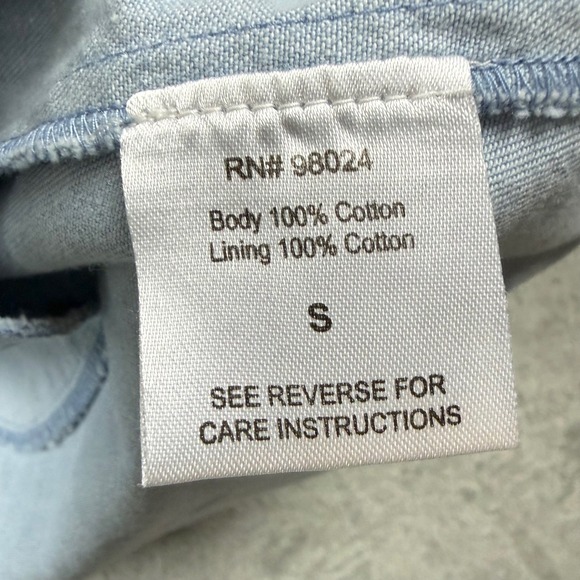 RN# 98024
Body 100% Cotton
Lining 100% Cotton
S
SEE REVERSE FOR
CARE INSTRUCTIONS